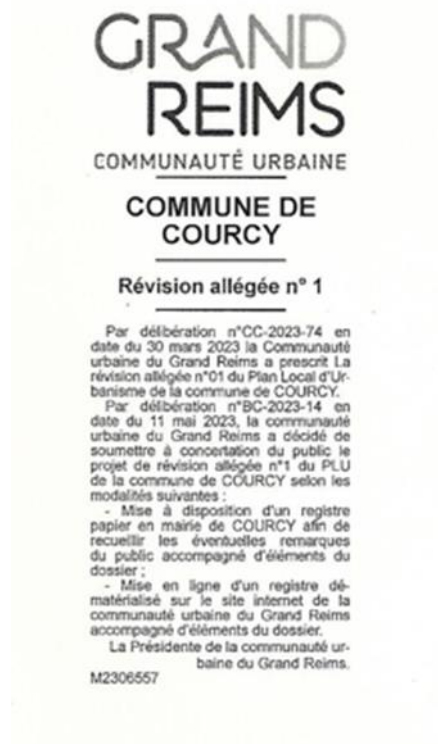 GRAND
REIMS
COMMUNAUTÉ URBAINE
COMMUNE DE
COURCY
Révision allégée n° 1
Par délibération n°CC-2023-74 en
date du 30 mars 2023 la Communauté
urbaine du Grand Reims a prescrit La
révision allégée n°01 du Plan Local d'Ur-
banisme de la commune de COURCY.
Par délibération n°BC-2023-14 en
date du 11 mai 2023, la communauté
urbaine du Grand Reims a décidé de
soumettre à concertation du public le
projet de révision allégée n°1 du PLU
de la commune de COURCY selon les
modalités suivantes :
- Mise à disposition d'un registre
papier en mairie de COURCY afin de
recueillir les éventuelles remarques
du public accompagné d'éléments du
dossier ;
- Mise en ligne d'un registre dé-
matérialisé sur le site internet de la
communauté urbaine du Grand Reims
accompagné d'éléments du dossier.
La Présidente de la communauté ur-
baine du Grand Reims.
M2306557